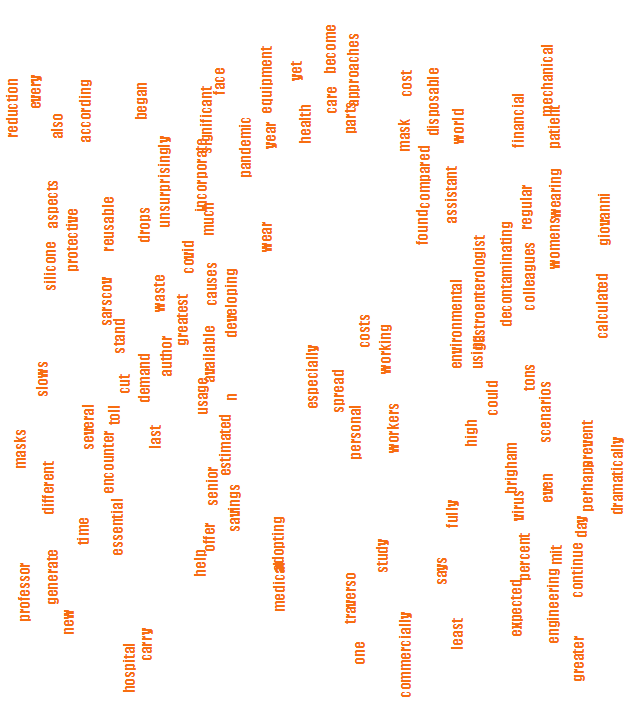 reduction
every
also
according
began
unsurprisingly
significant
face
incorporate
pandemic
equipment
year
yet
health
become
care
approaches
parts
cost
mask
disposable
world
compared
found
assistant
financial
mechanical
patient
wearing
womens
regular
giovanni
aspects
protective
silicone
reusable
drops
much
covid
wear
sarscov
stand
waste
greatest
causes
developing
available
author
demand
cut
usage
n
estimated
slows
toll
several
encounter
last
masks
different
essential
time
senior
savings
offer
help
adopting
medical
professor
generate
new
hospital
carry
especially
spread
costs
working
personal
workers
environmental
gastroenterologist
using
decontaminating
colleagues
calculated
tons
could
scenarios
high
brigham
virus
even
prevent
perhaps
dramatically
fully
day
study
says
traverso
one
commercially
least
percent
expected
mit
engineering
continue
greater